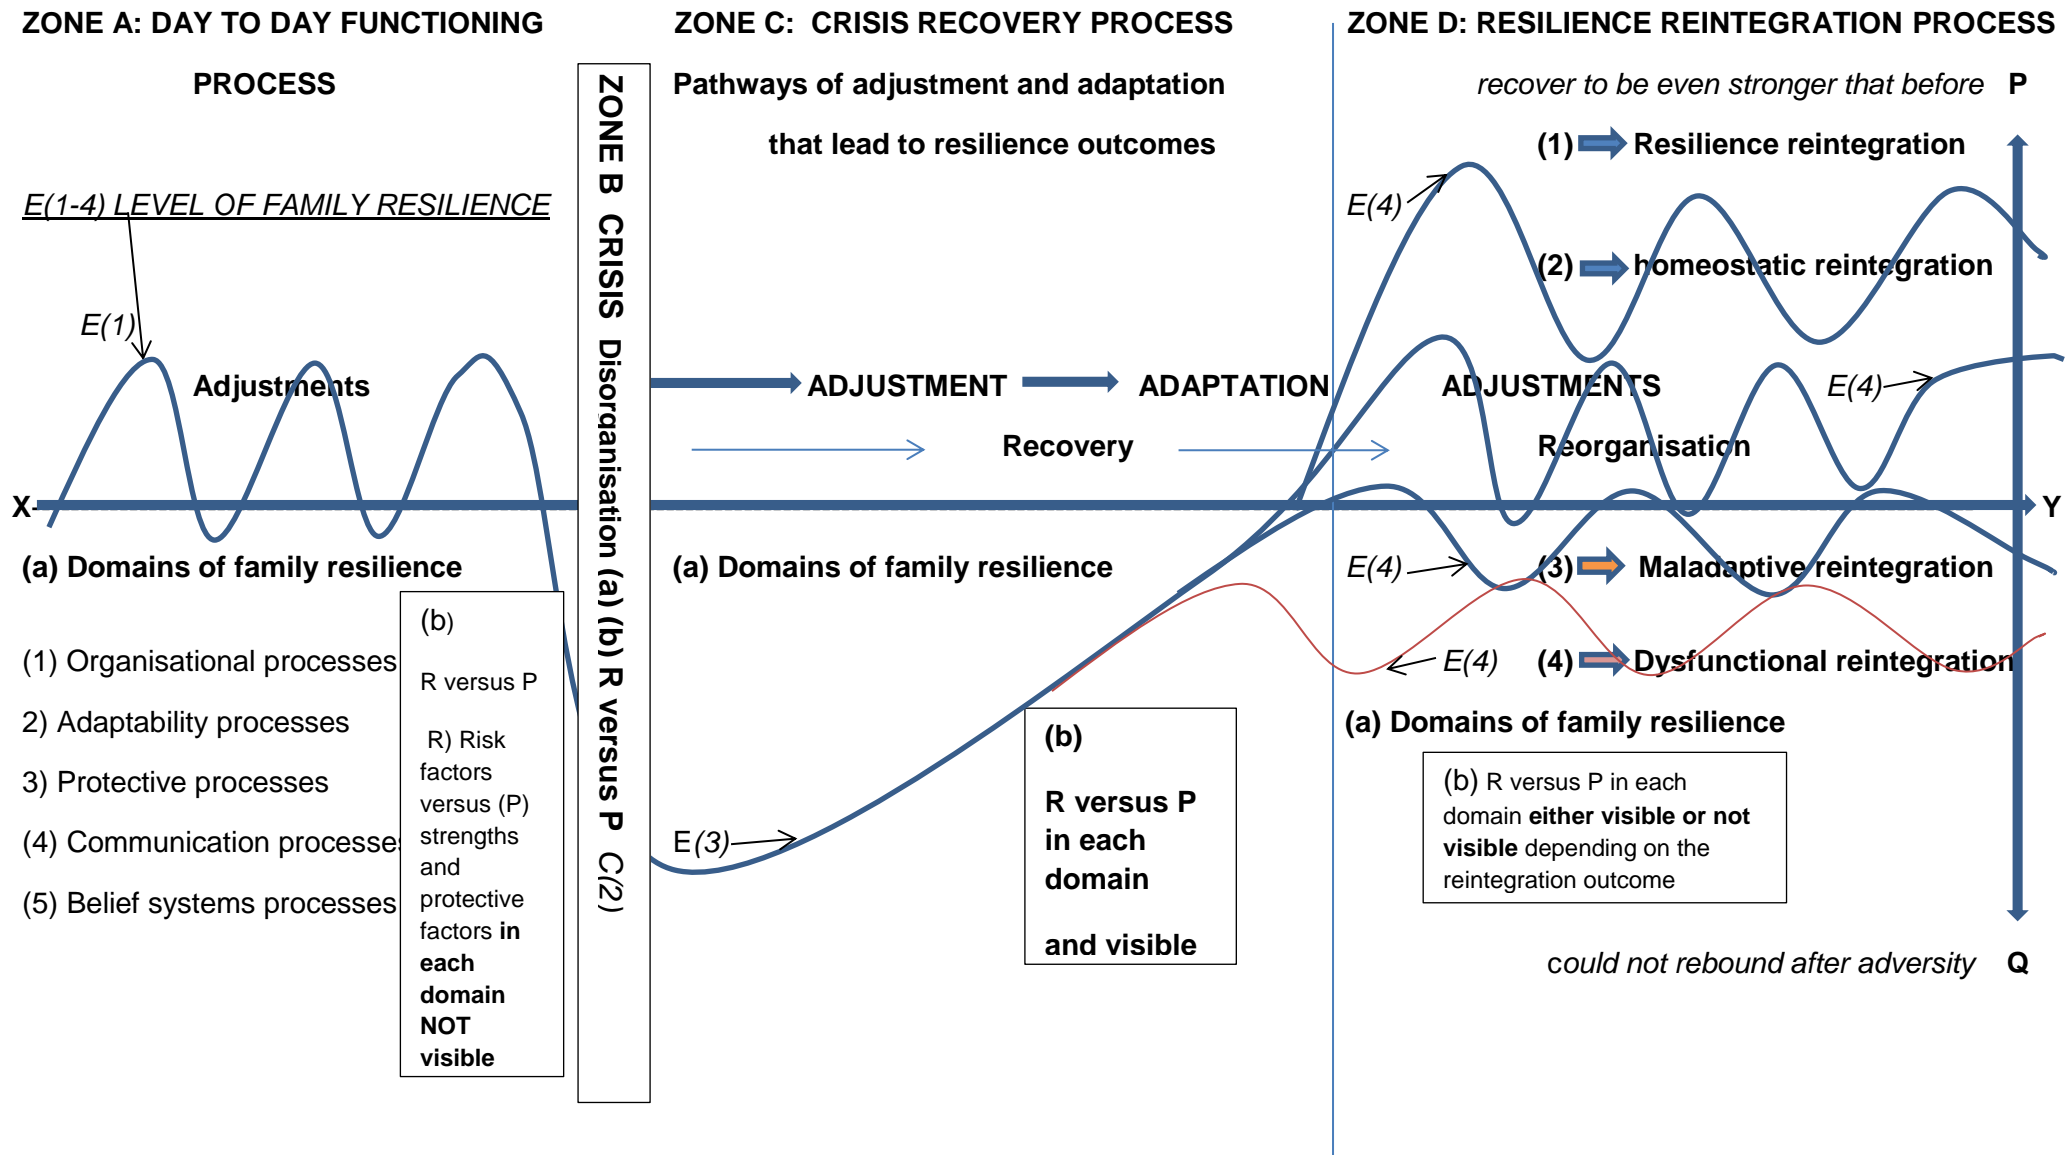 ZONE A: DAY TO DAY FUNCTIONING
PROCESS
E(1-4) LEVEL OF FAMILY RESILIENCE
E(1)
Adjustments
X
(a) Domains of family resilience
(1) Organisational processes
2) Adaptability processes
3) Protective processes
(4) Communication processes
(5) Belief systems processes
(b)
R versus P
R) Risk
factors
versus (P)
strengths
and
protective
factors in
each
domain
NOT
visible
ZONE B CRISIS Disorganisation (a) (b) R versus P C(2)
ZONE C: CRISIS RECOVERY PROCESS
Pathways of adjustment and adaptation
that lead to resilience outcomes
ADJUSTMENT
ADAPTATION
Recovery
(a) Domains of family resilience
E(3)
(b)
R versus P
in each
domain
and visible
ZONE D: RESILIENCE REINTEGRATION PROCESS
recover to be even stronger that before P
(1) Resilience reintegration
E(4)
(2) homeostatic reintegration
ADJUSTMENTS
E(4)
Reorganisation
Y
E(4)
(3) Maladaptive reintegration
E(4)
(4) Dysfunctional reintegration
(a) Domains of family resilience
(b) R versus P in each
domain either visible or not
visible depending on the
reintegration outcome
could not rebound after adversity Q